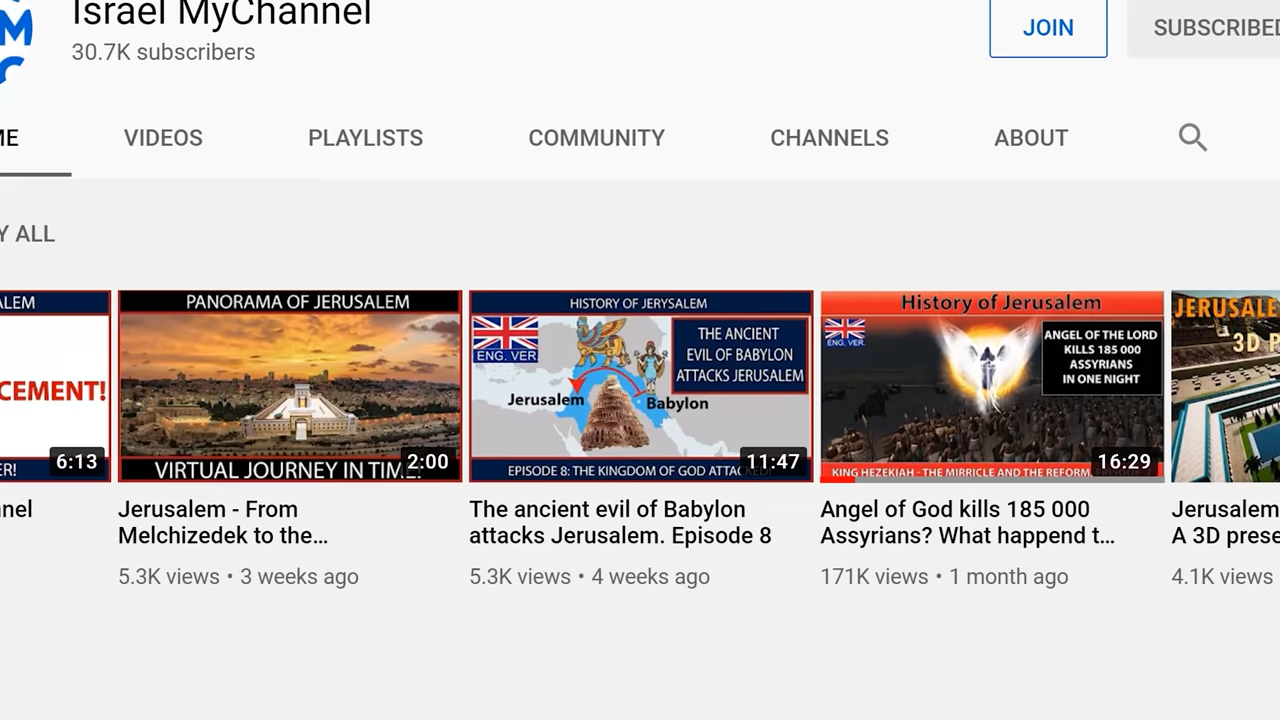 Israel MyChannel
30.7K subscribers
JOIN
SUBSCRIBED
M
C
ME
VIDEOS
PLAYLISTS
COMMUNITY
CHANNELS
ABOUT
Y ALL
ALEM
CEMENT!
ER!
6:13
nel
PANORAMA OF JERUSALEM
VIRTUAL JOURNEY IN TIME!
2:00
Jerusalem - From
Melchizedek to the...
5.3K views • 3 weeks ago
HISTORY OF JERYSALEM
ENG. VER
THE ANCIENT
EVIL OF BABYLON
ATTACKS JERUSALEM
Jerusalem
Babylon
EPISODE 8: THE KINGDOM OF GOD ATTACKED
11:47
The ancient evil of Babylon
attacks Jerusalem. Episode 8
5.3K views • 4 weeks ago
History of Jerusalem
ENG. VER.
ANGEL OF THE LORD
KILLS 185 000
ASSYRIANS
IN ONE NIGHT
KING HEZEKIAH - THE MIRRICLE AND THE REFORM.
16:29
Angel of God kills 185 000
Assyrians? What happend t...
171K views • 1 month ago
JERUSALE
3D P
Jerusalem
A 3D prese
4.1K views